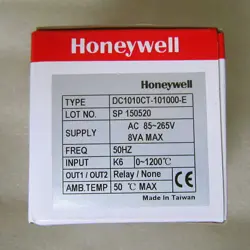 Honeywell
Honeywell
TYPE DC1010CT-101000-E
LOT NO. SP 150520
SUPPLY AC 85~265V
8VA MAX
FREQ 50HZ
INPUT K6 0~1200℃
OUT1 / OUT2 Relay / None
AMB.TEMP 50 ℃ MAX
CE Made In Taiwan